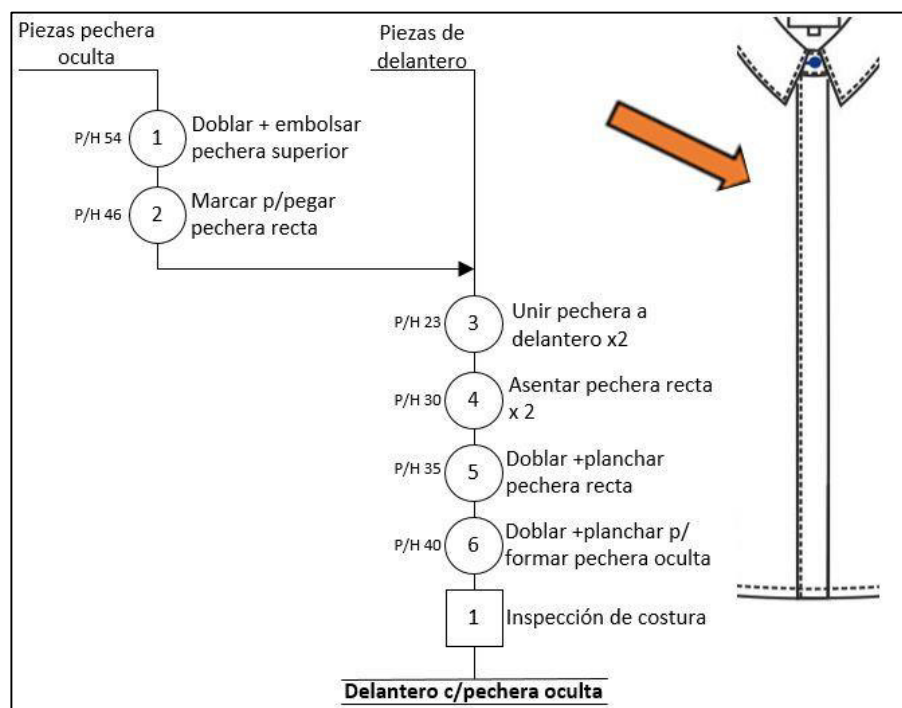 Piezas pechera
oculta
Piezas de
delantero
P/H 54
1
Doblar + embolsar
pechera superior
P/H 46
2
Marcar p/pegar
pechera recta
P/H 23
3
Unir pechera a
delantero x2
P/H 30
4
Asentar pechera recta
x 2
P/H 35
5
Doblar +planchar
pechera recta
P/H 40
6
Doblar +planchar p/
formar pechera oculta
1
Inspección de costura
Delantero c/pechera oculta